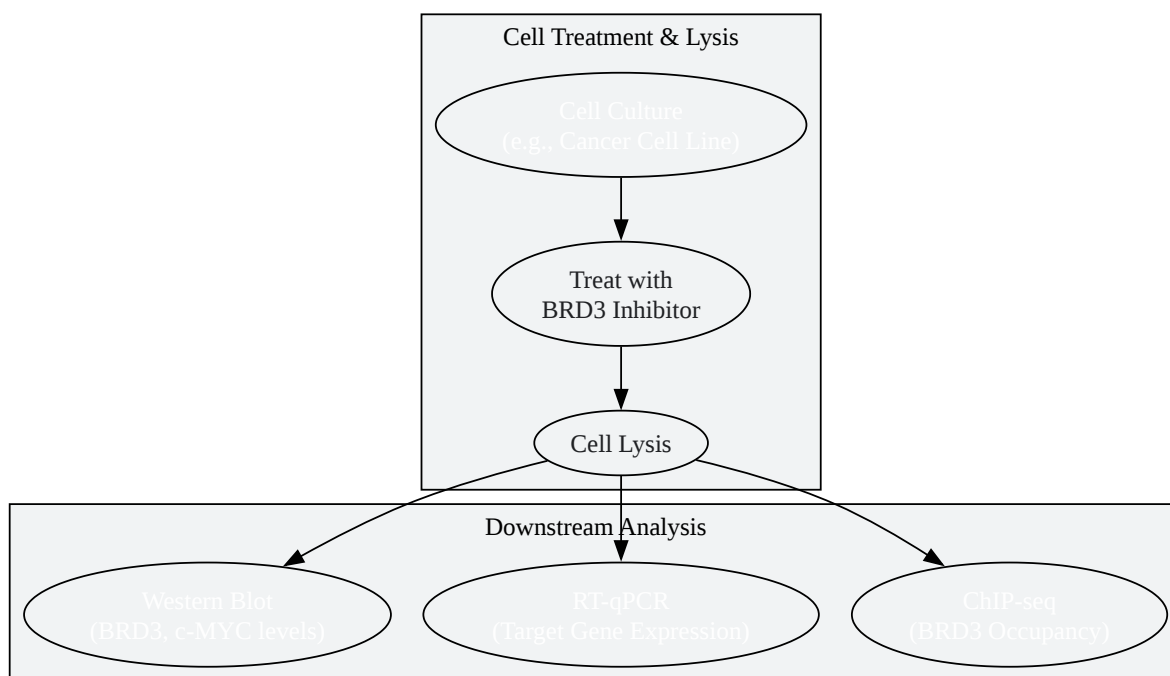 Cell Treatment & Lysis
Cell Culture
(e.g., Cancer Cell Line)
Treat with
BRD3 Inhibitor
Cell Lysis
Downstream Analysis
Western Blot
(BRD3, c-MYC levels)
RT-qPCR
(Target Gene Expression)
ChIP-seq
(BRD3 Occupancy)